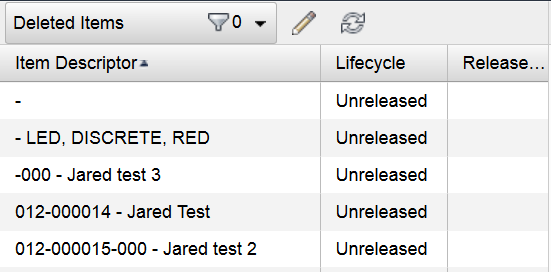 Deleted Items 0
Item Descriptor Lifecycle Release...
- Unreleased
- LED, DISCRETE, RED Unreleased
-000 - Jared test 3 Unreleased
012-000014 - Jared Test Unreleased
012-000015-000 - Jared test 2 Unreleased